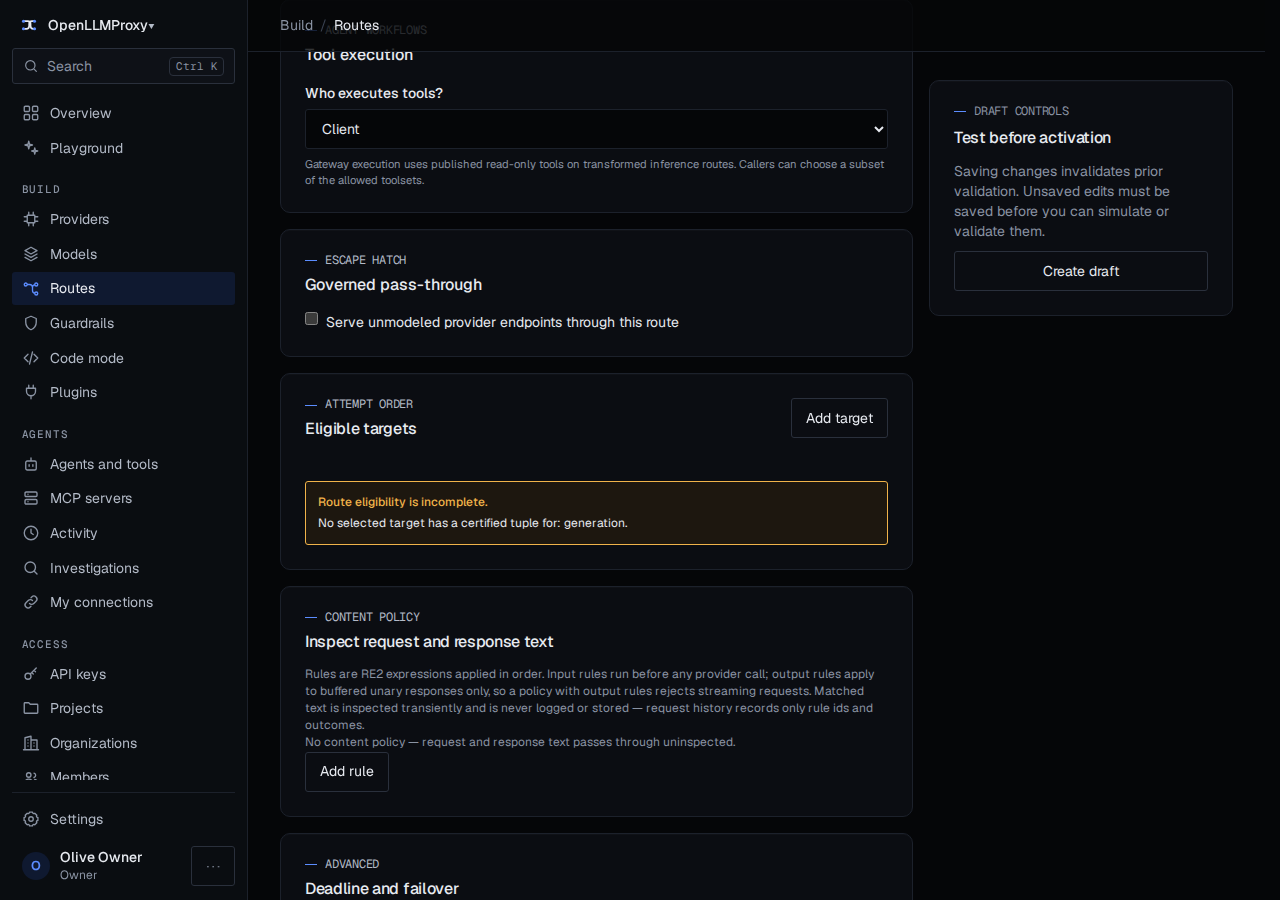 OpenLLMProxy
Search
Ctrl K
Overview
Playground
BUILD
Providers
Models
Routes
Guardrails
Code mode
Plugins
AGENTS
Agents and tools
MCP servers
Activity
Investigations
My connections
ACCESS
API keys
Projects
Organizations
Members
Settings
O
Olive Owner
Owner
...
Build / Routes
— AGENT WORKFLOWS
Tool execution
Who executes tools?
Client
Gateway execution uses published read-only tools on transformed inference routes. Callers can choose a subset
of the allowed toolsets.
— ESCAPE HATCH
Governed pass-through
Serve unmodeled provider endpoints through this route
— ATTEMPT ORDER
Eligible targets
Add target
Route eligibility is incomplete.
No selected target has a certified tuple for: generation.
— CONTENT POLICY
Inspect request and response text
Rules are RE2 expressions applied in order. Input rules run before any provider call; output rules apply
to buffered unary responses only, so a policy with output rules rejects streaming requests. Matched
text is inspected transiently and is never logged or stored — request history records only rule ids and
outcomes.
No content policy — request and response text passes through uninspected.
Add rule
— ADVANCED
Deadline and failover
— DRAFT CONTROLS
Test before activation
Saving changes invalidates prior
validation. Unsaved edits must be
saved before you can simulate or
validate them.
Create draft